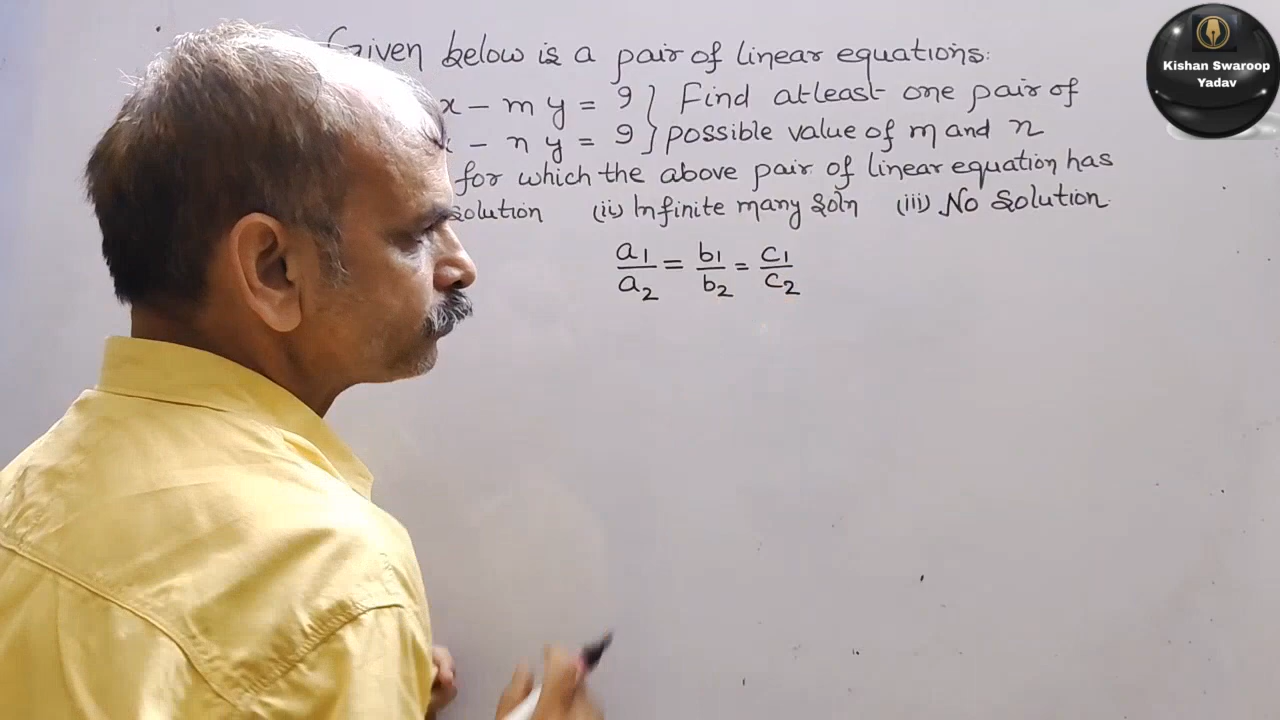 Given below is a pair of linear equations.
x - my = 9 } Find atleast one pair of
x - ny = 9 } possible value of m and n
for which the above pair of linear equation has
solution (ii) Infinite many soln (iii) No solution
a1/a2 = b1/b2 = c1/c2
Kishan Swaroop
Yadav